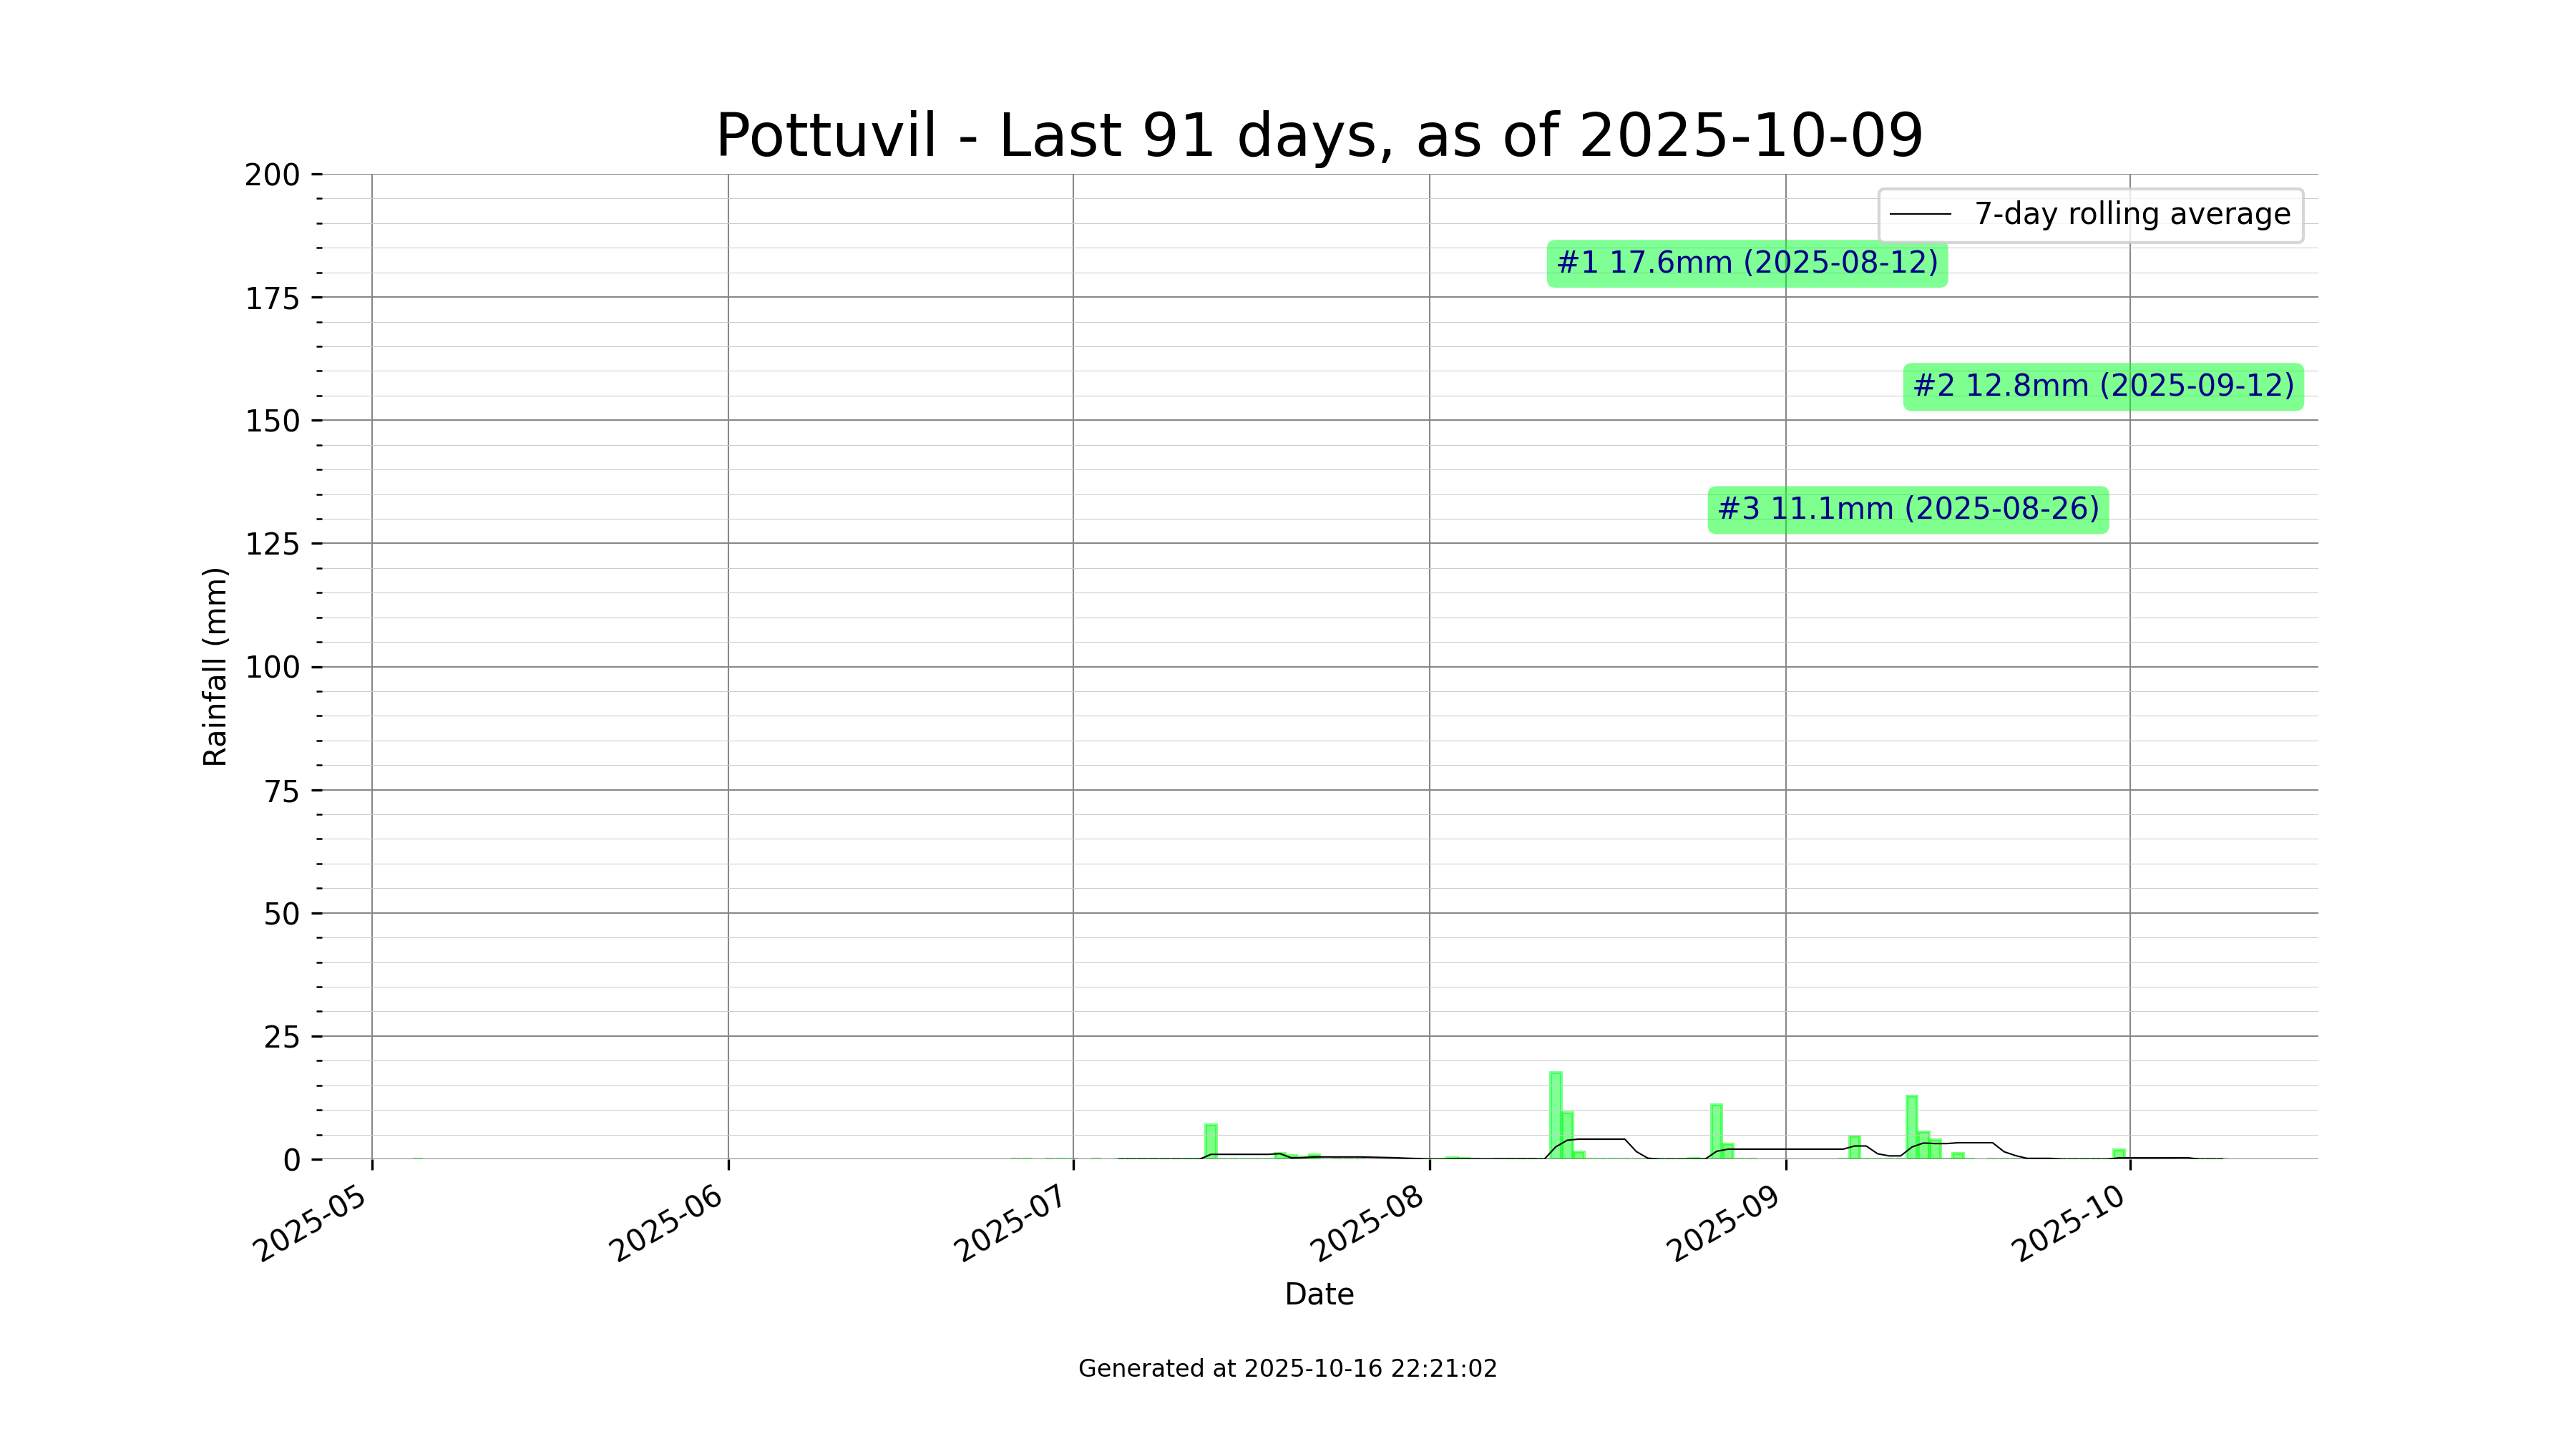 Pottuvil - Last 91 days, as of 2025-10-09
200
175
150
125
100
75
50
25
0
Rainfall (mm)
7-day rolling average
#1 17.6mm (2025-08-12)
#2 12.8mm (2025-09-12)
#3 11.1mm (2025-08-26)
2025-05
2025-06
2025-07
2025-08
2025-09
2025-10
Date
Generated at 2025-10-16 22:21:02